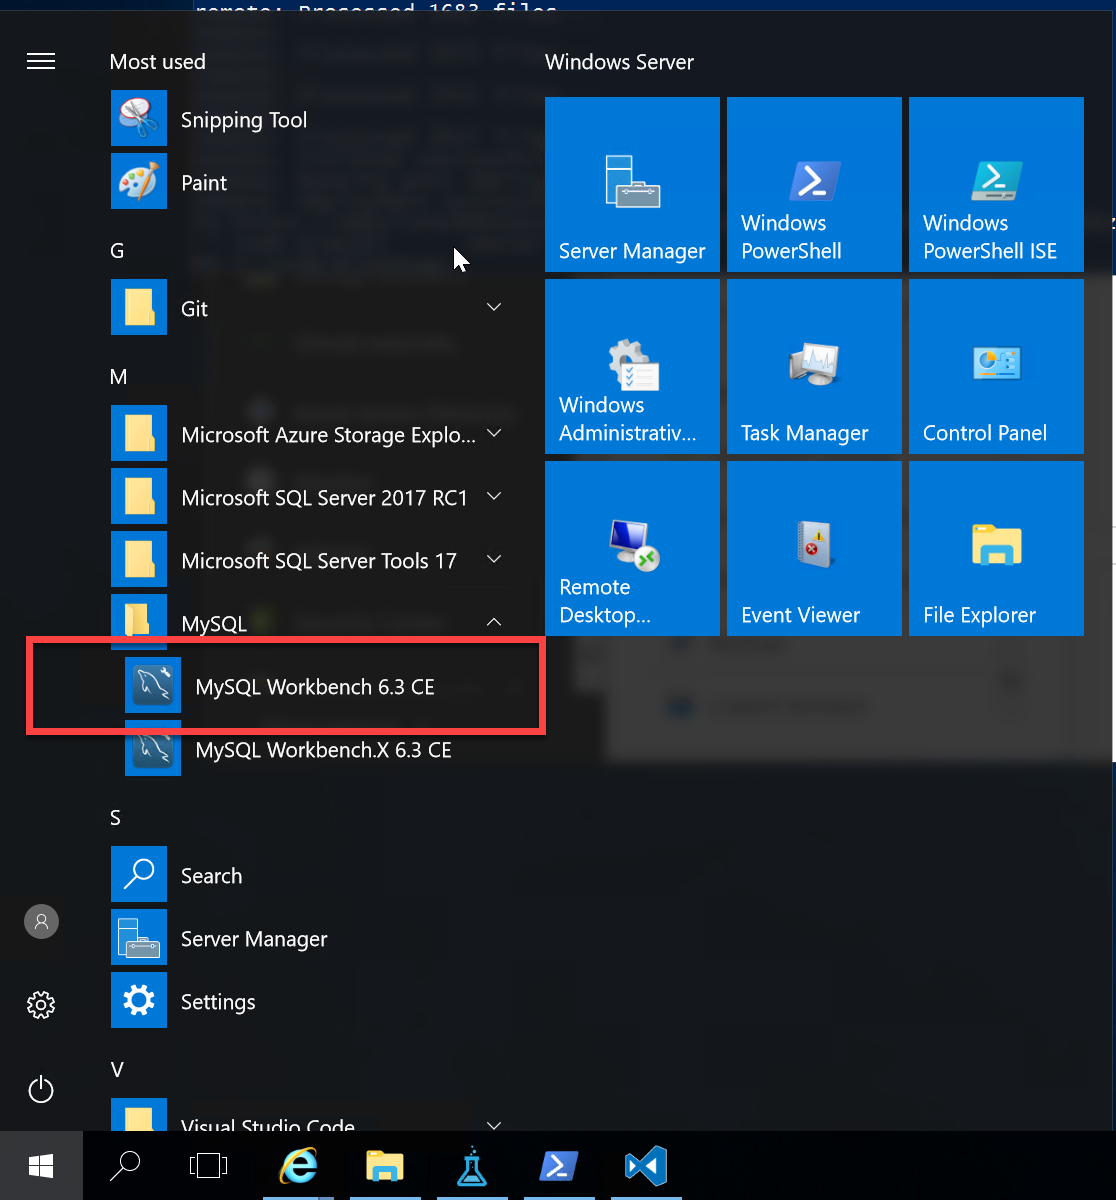 remote: Processed 1683 files
Most used
Snipping Tool
Paint
G
Git
M
Microsoft Azure Storage Explo...
Microsoft SQL Server 2017 RC1
Microsoft SQL Server Tools 17
MySQL
MySQL Workbench 6.3 CE
MySQL Workbench.X 6.3 CE
S
Search
Server Manager
Settings
V
Visual Studio Code
Windows Server
Server Manager
Windows
PowerShell
Windows
PowerShell ISE
Windows
Administrativ...
Task Manager
Control Panel
Remote
Desktop...
Event Viewer
File Explorer